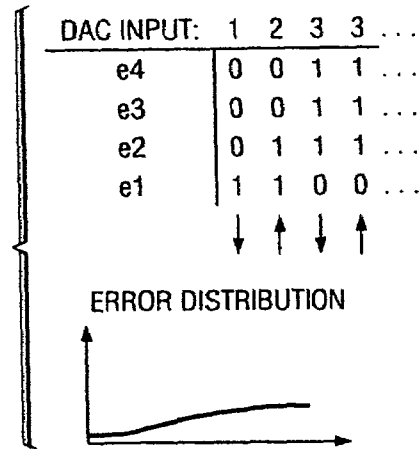 DAC INPUT: 1 2 3 3 ...
e4 0 0 1 1 ...
e3 0 0 1 1 ...
e2 0 1 1 1 ...
e1 1 1 0 0 ...
ERROR DISTRIBUTION